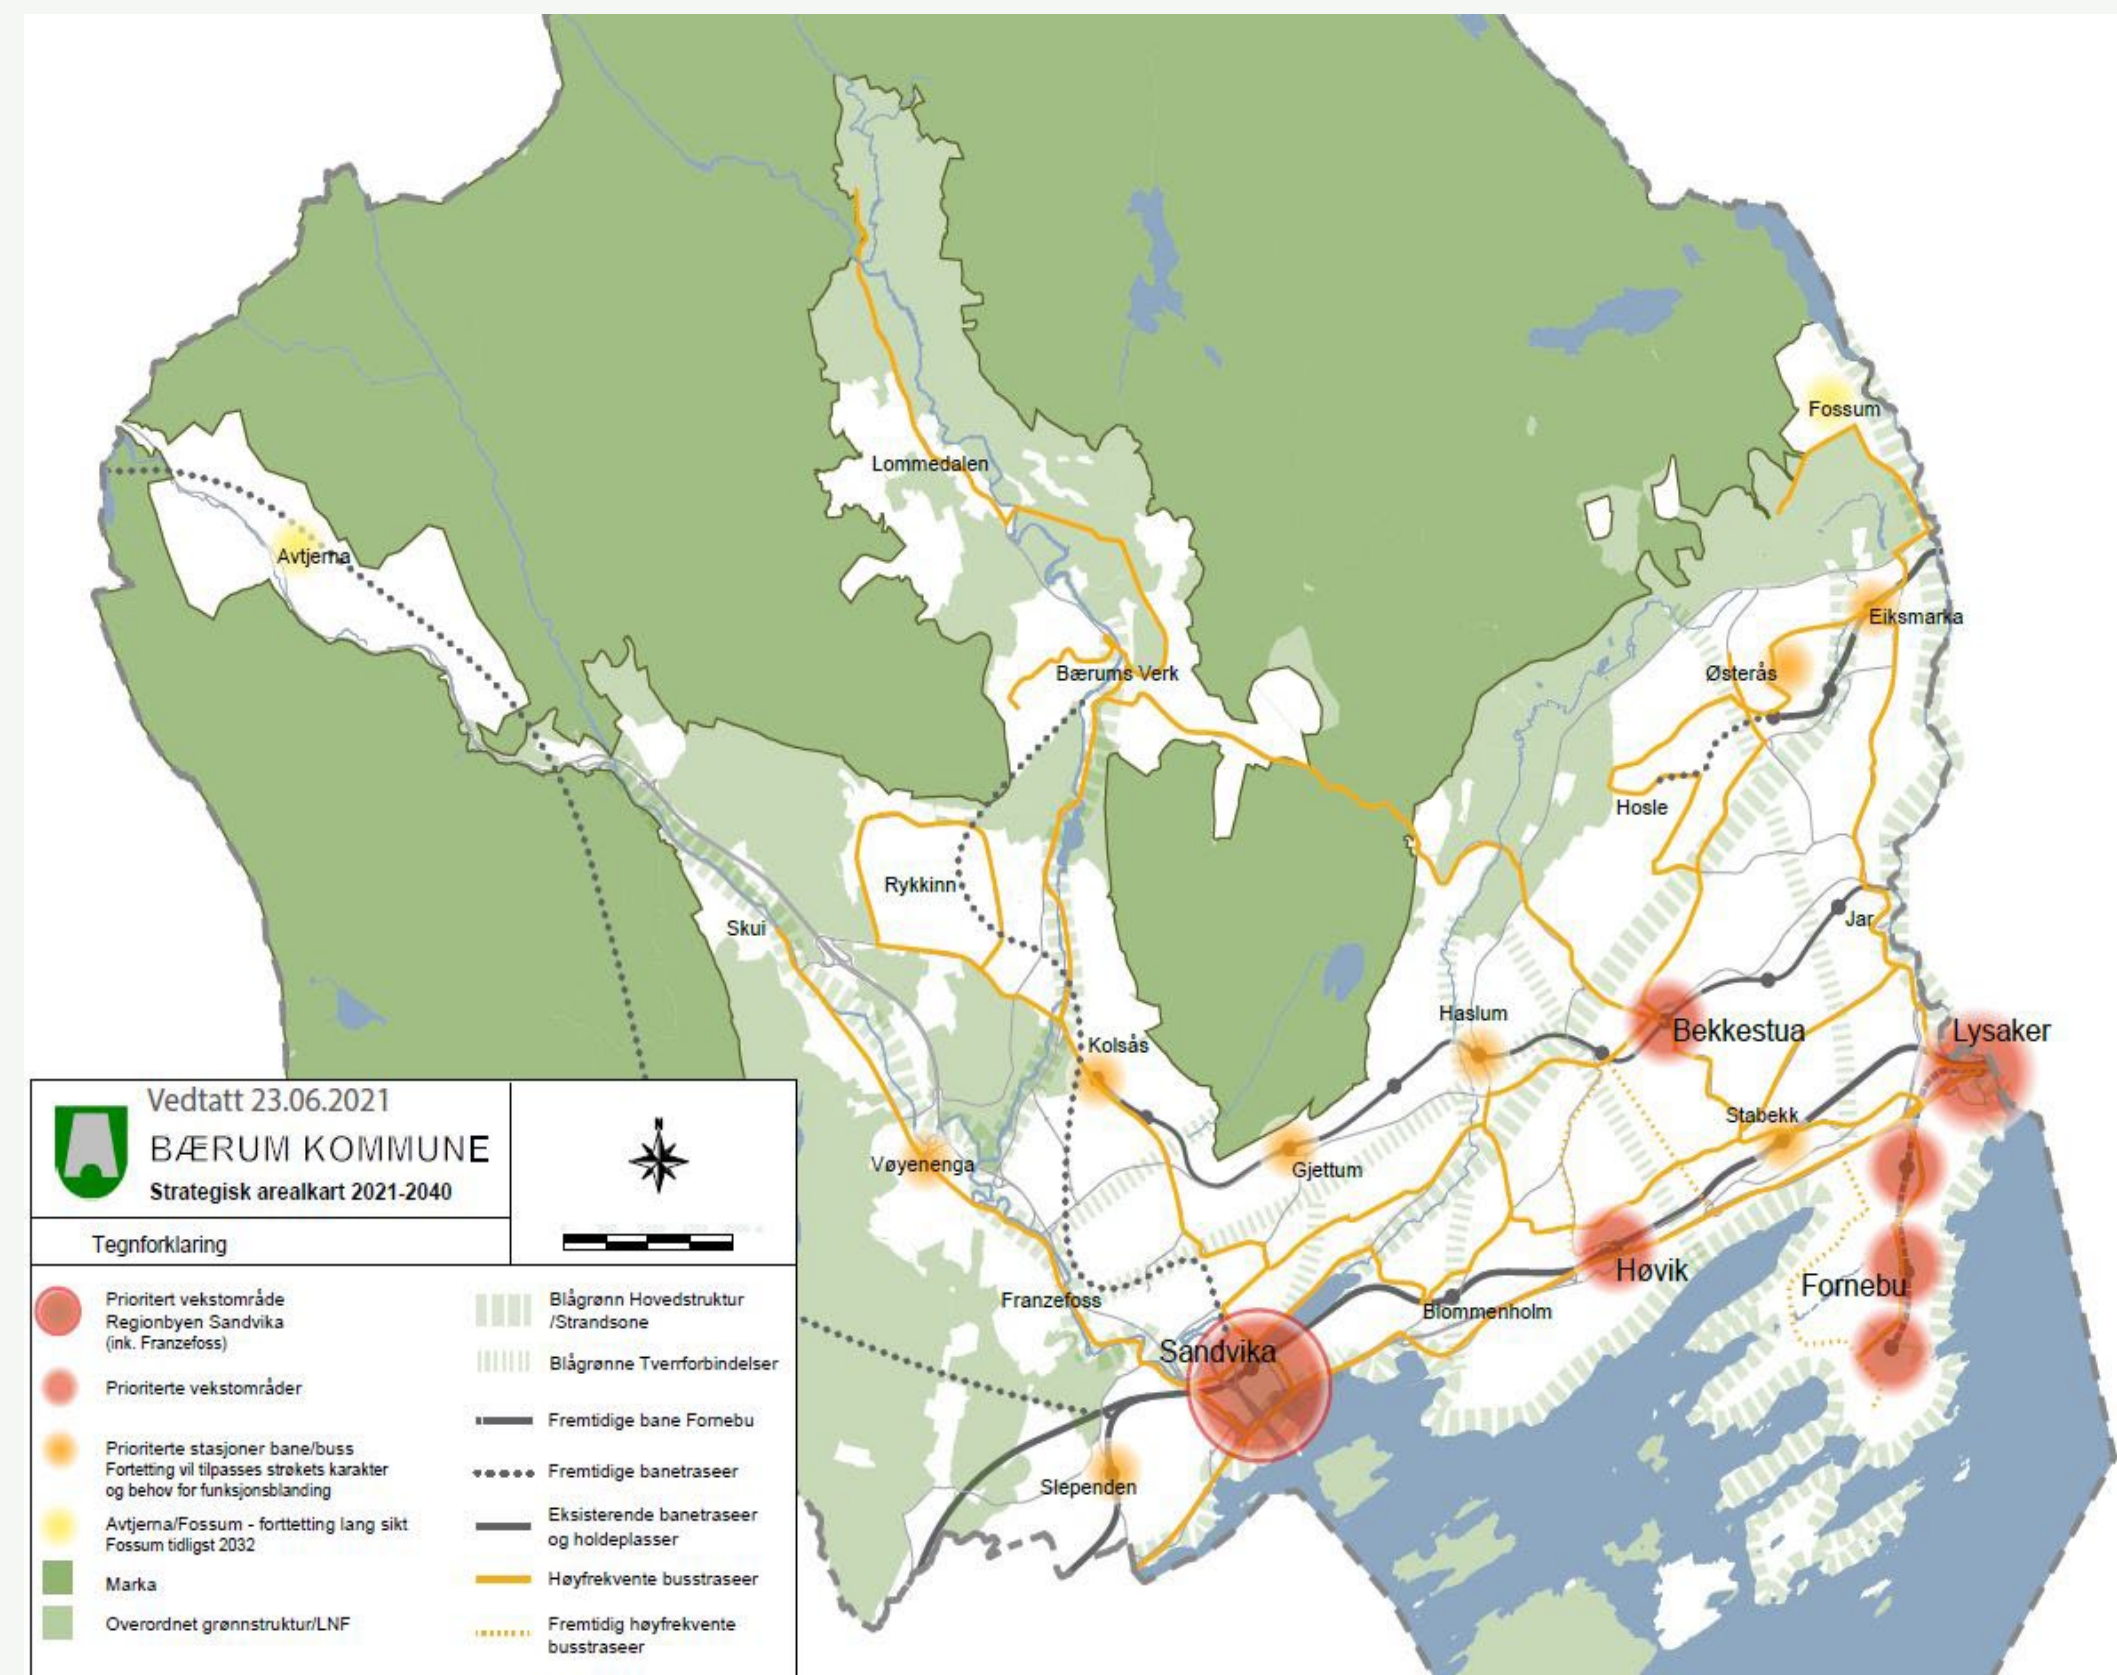 Fossum
Lommedalen
Avtjerna
Eiksmarka
Bærums Verk
Østerås
Hosle
Rykkinn
Jar
Skui
Haslum
Bekkestua
Lysaker
Kolsås
Stabekk
Vøyenenga
Gjettum
Høvik
Fornebu
Franzefoss
Blommenholm
Sandvika
Slependen
Vedtatt 23.06.2021
BÆRUM KOMMUNE
Strategisk arealkart 2021-2040
N
Tegnforklaring
Prioritert vekstområde
Regionbyen Sandvika
(ink. Franzefoss)
Prioriterte vekstområder
Prioriterte stasjoner bane/buss
Fortetting vil tilpasses strøkets karakter
og behov for funksjonsblanding
Avtjerna/Fossum - forttetting lang sikt
Fossum tidligst 2032
Marka
Overordnet grønnstruktur/LNF
Blågrønn Hovedstruktur
/Strandsone
Blågrønne Tverrforbindelser
Fremtidige bane Fornebu
Fremtidige banetraseer
Eksisterende banetraseer
og holdeplasser
Høyfrekvente busstraseer
Fremtidig høyfrekvente
busstraseer